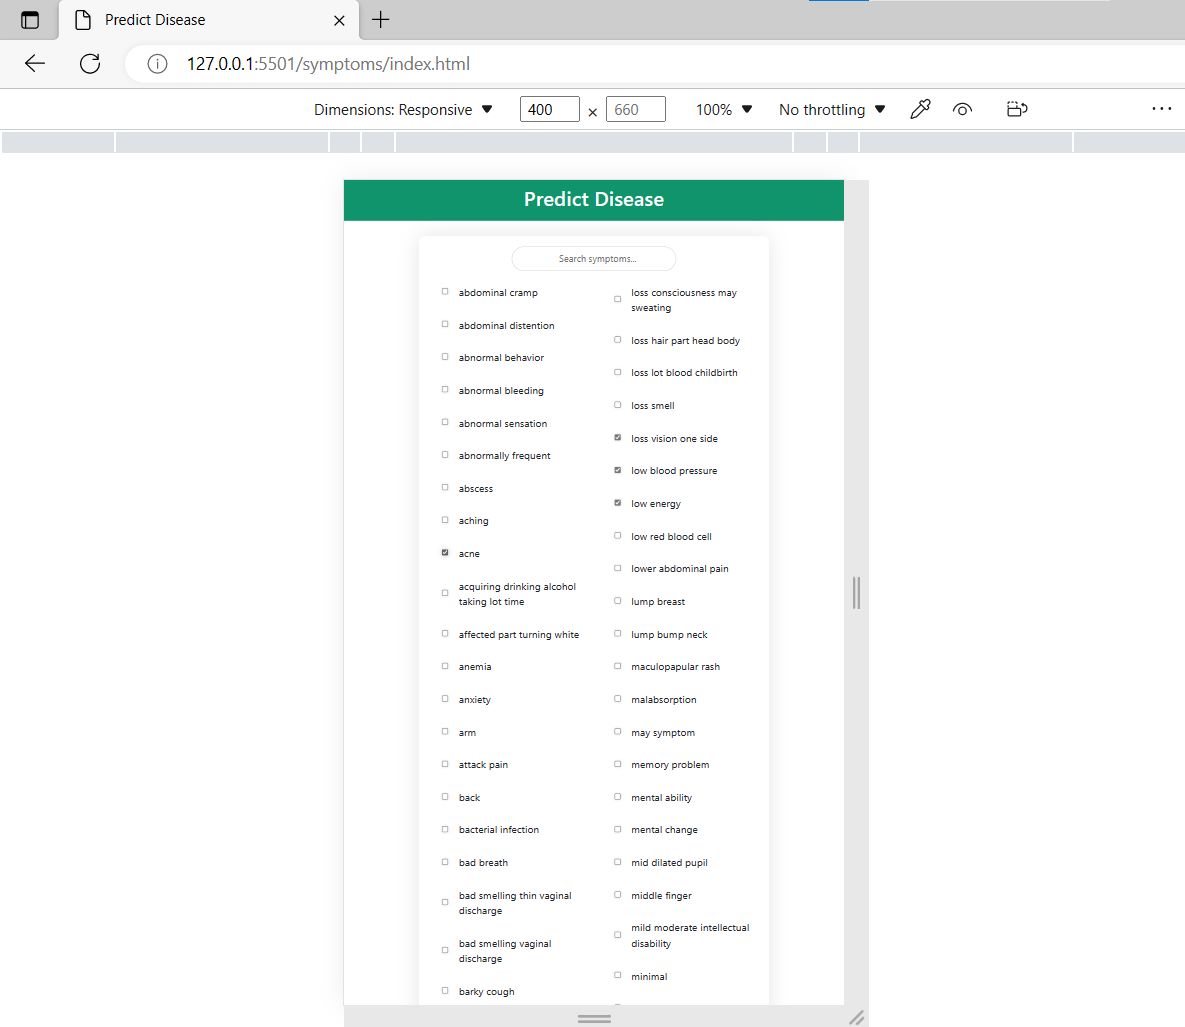 Predict Disease
127.0.0.1:5501/symptoms/index.html
Dimensions: Responsive 400 x 660 100% No throttling
Predict Disease
Search symptoms...
abdominal cramp
abdominal distention
abnormal behavior
abnormal bleeding
abnormal sensation
abnormally frequent
abscess
aching
acne
acquiring drinking alcohol
taking lot time
affected part turning white
anemia
anxiety
arm
attack pain
back
bacterial infection
bad breath
bad smelling thin vaginal
discharge
bad smelling vaginal
discharge
barky cough
loss consciousness may
sweating
loss hair part head body
loss lot blood childbirth
loss smell
loss vision one side
low blood pressure
low energy
low red blood cell
lower abdominal pain
lump breast
lump bump neck
maculopapular rash
malabsorption
may symptom
memory problem
mental ability
mental change
mid dilated pupil
middle finger
mild moderate intellectual
disability
minimal